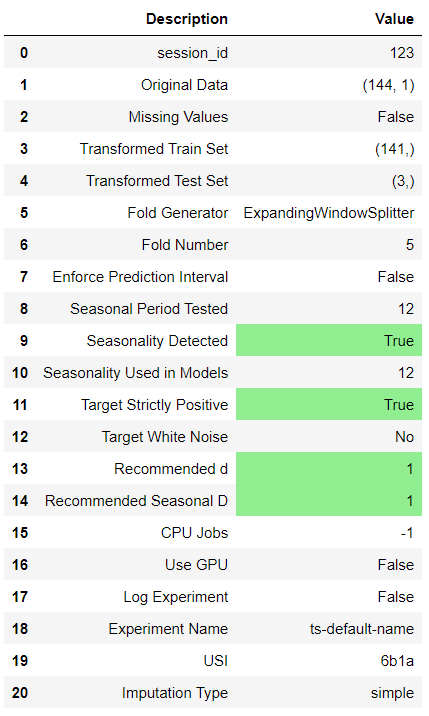 Description Value
0 session_id 123
1 Original Data (144, 1)
2 Missing Values False
3 Transformed Train Set (141,)
4 Transformed Test Set (3,)
5 Fold Generator ExpandingWindowSplitter
6 Fold Number 5
7 Enforce Prediction Interval False
8 Seasonal Period Tested 12
9 Seasonality Detected True
10 Seasonality Used in Models 12
11 Target Strictly Positive True
12 Target White Noise No
13 Recommended d 1
14 Recommended Seasonal D 1
15 CPU Jobs -1
16 Use GPU False
17 Log Experiment False
18 Experiment Name ts-default-name
19 USI 6b1a
20 Imputation Type simple